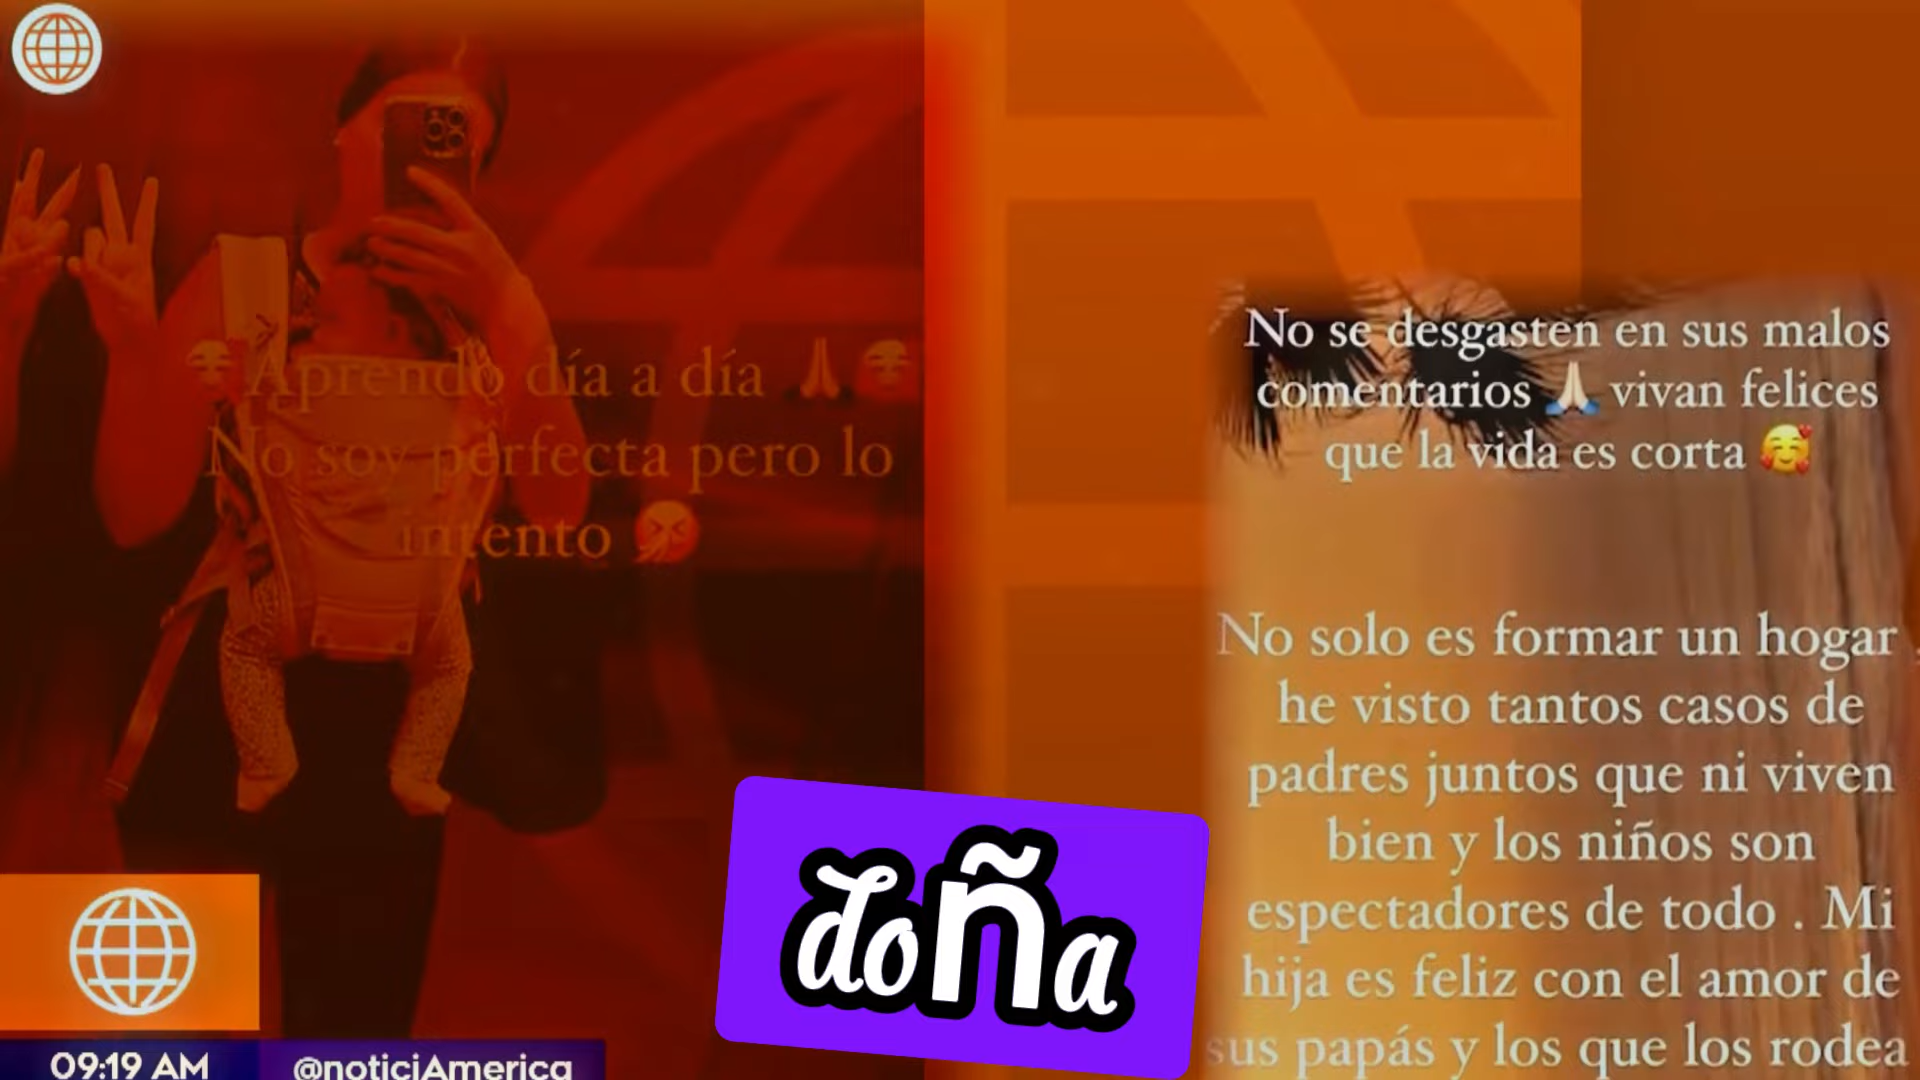 Aprendo día a día 🙏🏻
No soy perfecta pero lo
intento
No se desgasten en sus malos
comentarios 🙏🏻 vivan felices
que la vida es corta 🥰
No solo es formar un hogar ,
he visto tantos casos de
padres juntos que ni viven
bien y los niños son
espectadores de todo . Mi
hija es feliz con el amor de
sus papás y los que los rodea
doña
09:19 AM
@noticiAmerica